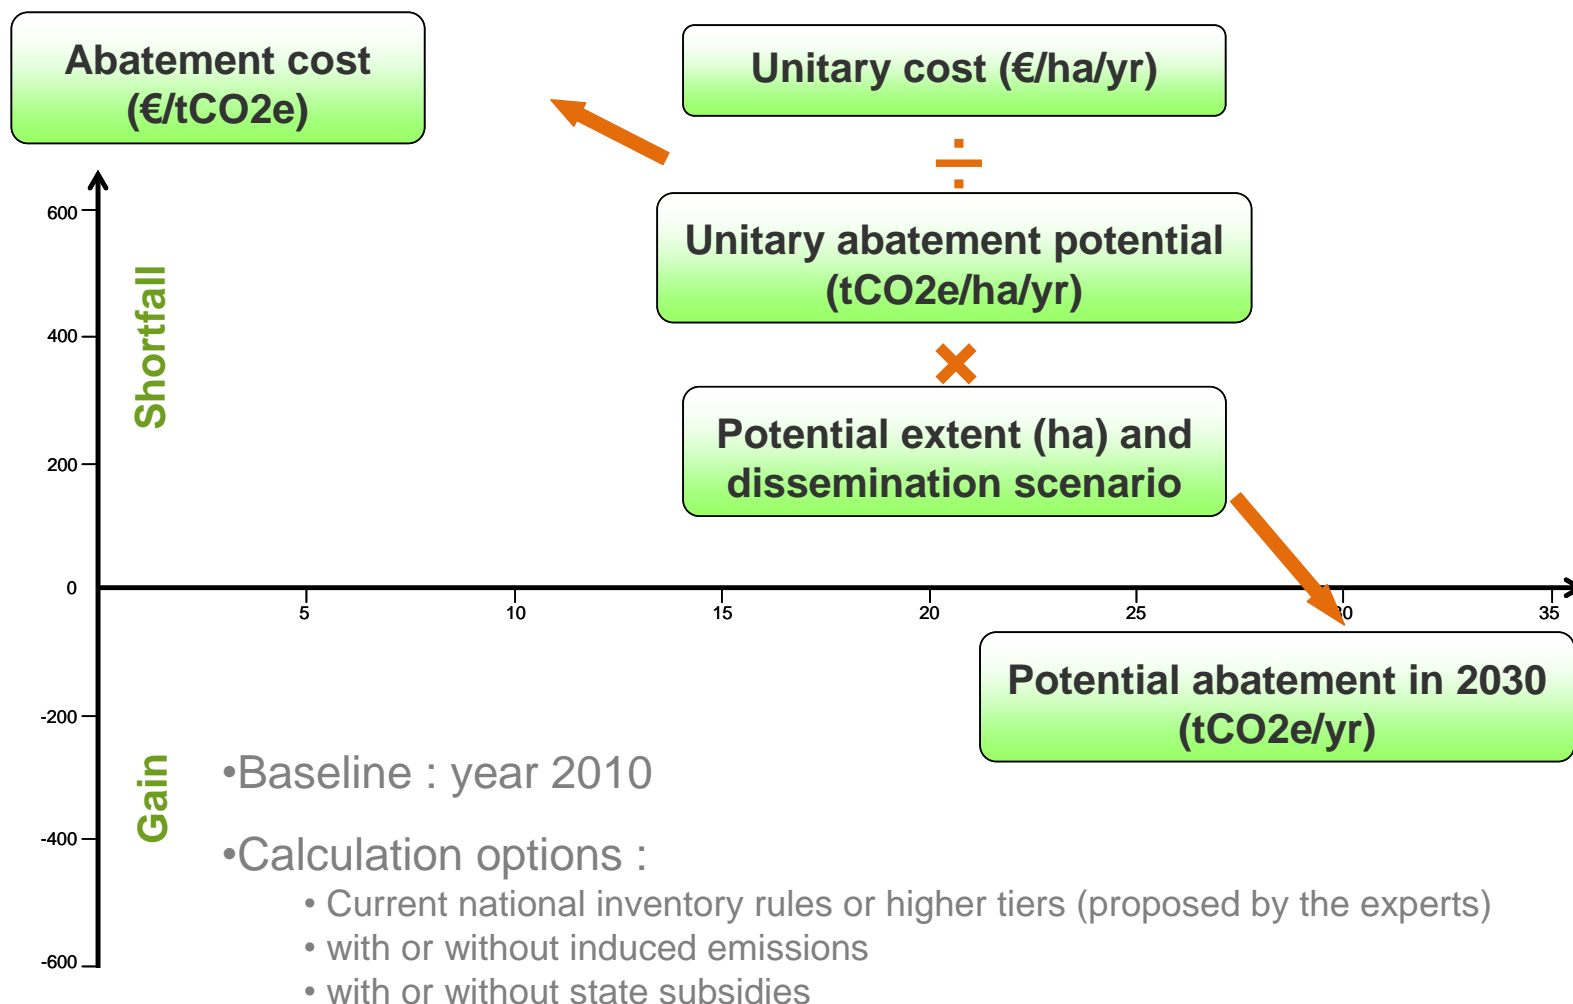 Abatement cost
(€/tCO2e)
Unitary cost (€/ha/yr)
÷
Unitary abatement potential
(tCO2e/ha/yr)
×
Potential extent (ha) and
dissemination scenario
600
400
200
0
-200
-400
-600
Shortfall
Gain
5
10
15
20
25
30
35
Potential abatement in 2030
(tCO2e/yr)
•Baseline : year 2010
•Calculation options :
• Current national inventory rules or higher tiers (proposed by the experts)
• with or without induced emissions
• with or without state subsidies